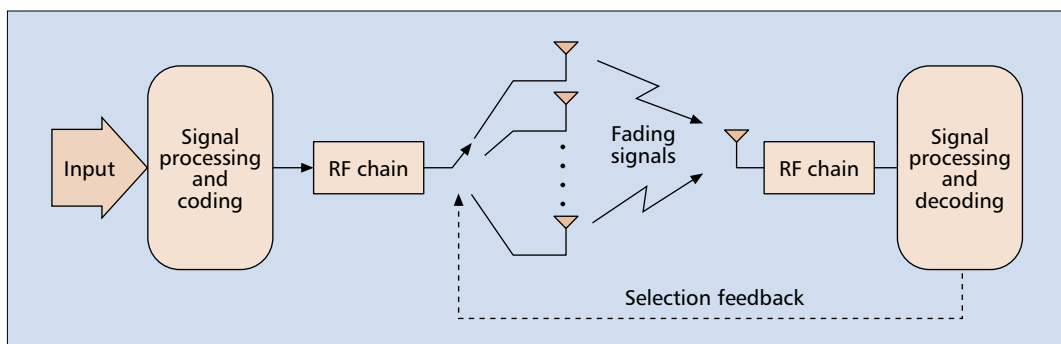 Input
Signal
processing
and
coding
RF chain
Fading
signals
RF chain
Signal
processing
and
decoding
Selection feedback